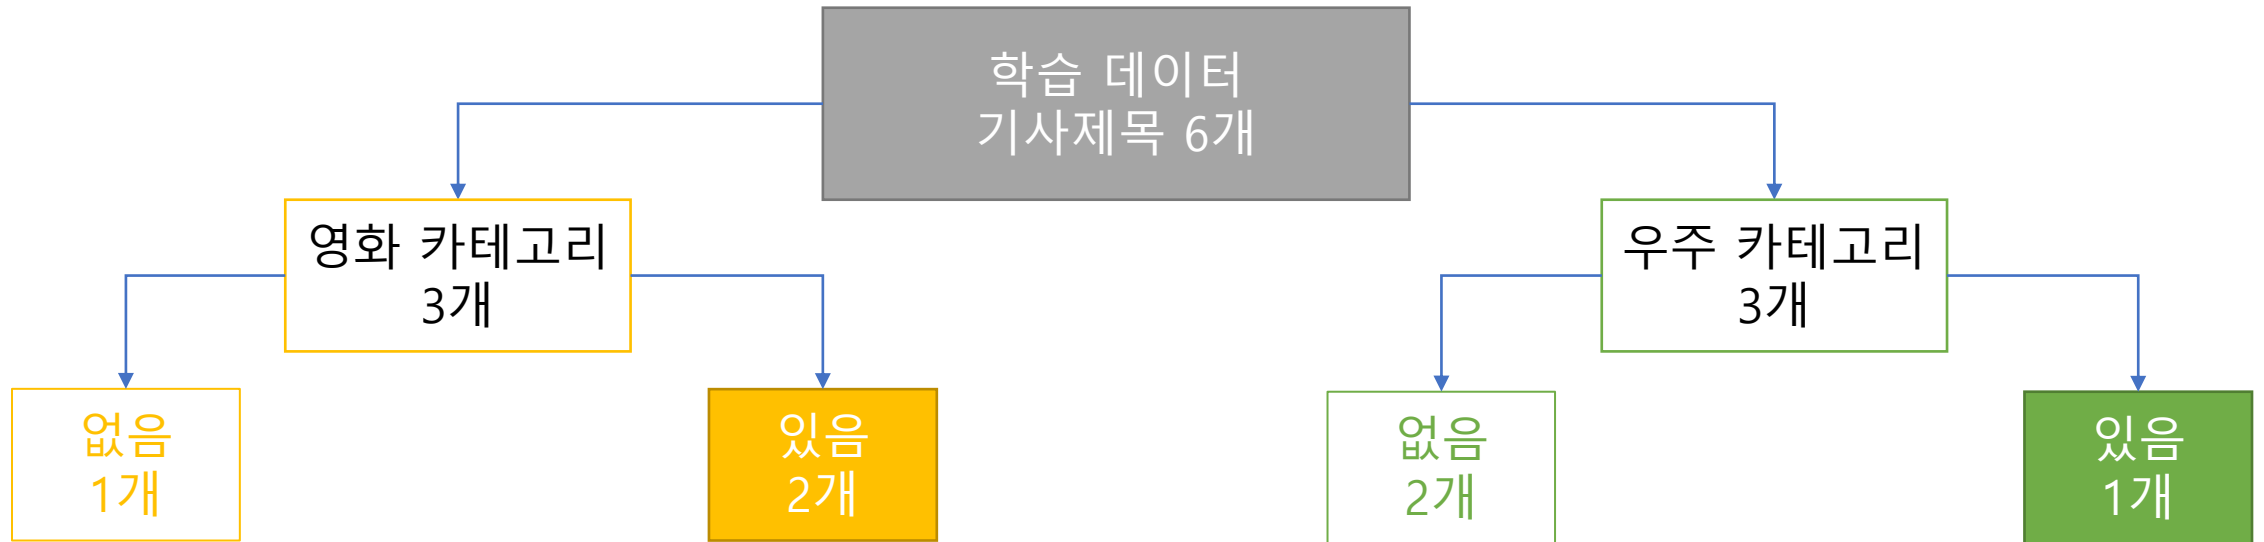 학습 데이터
기사제목 6개
영화 카테고리
3개
우주 카테고리
3개
없음
1개
있음
2개
없음
2개
있음
1개